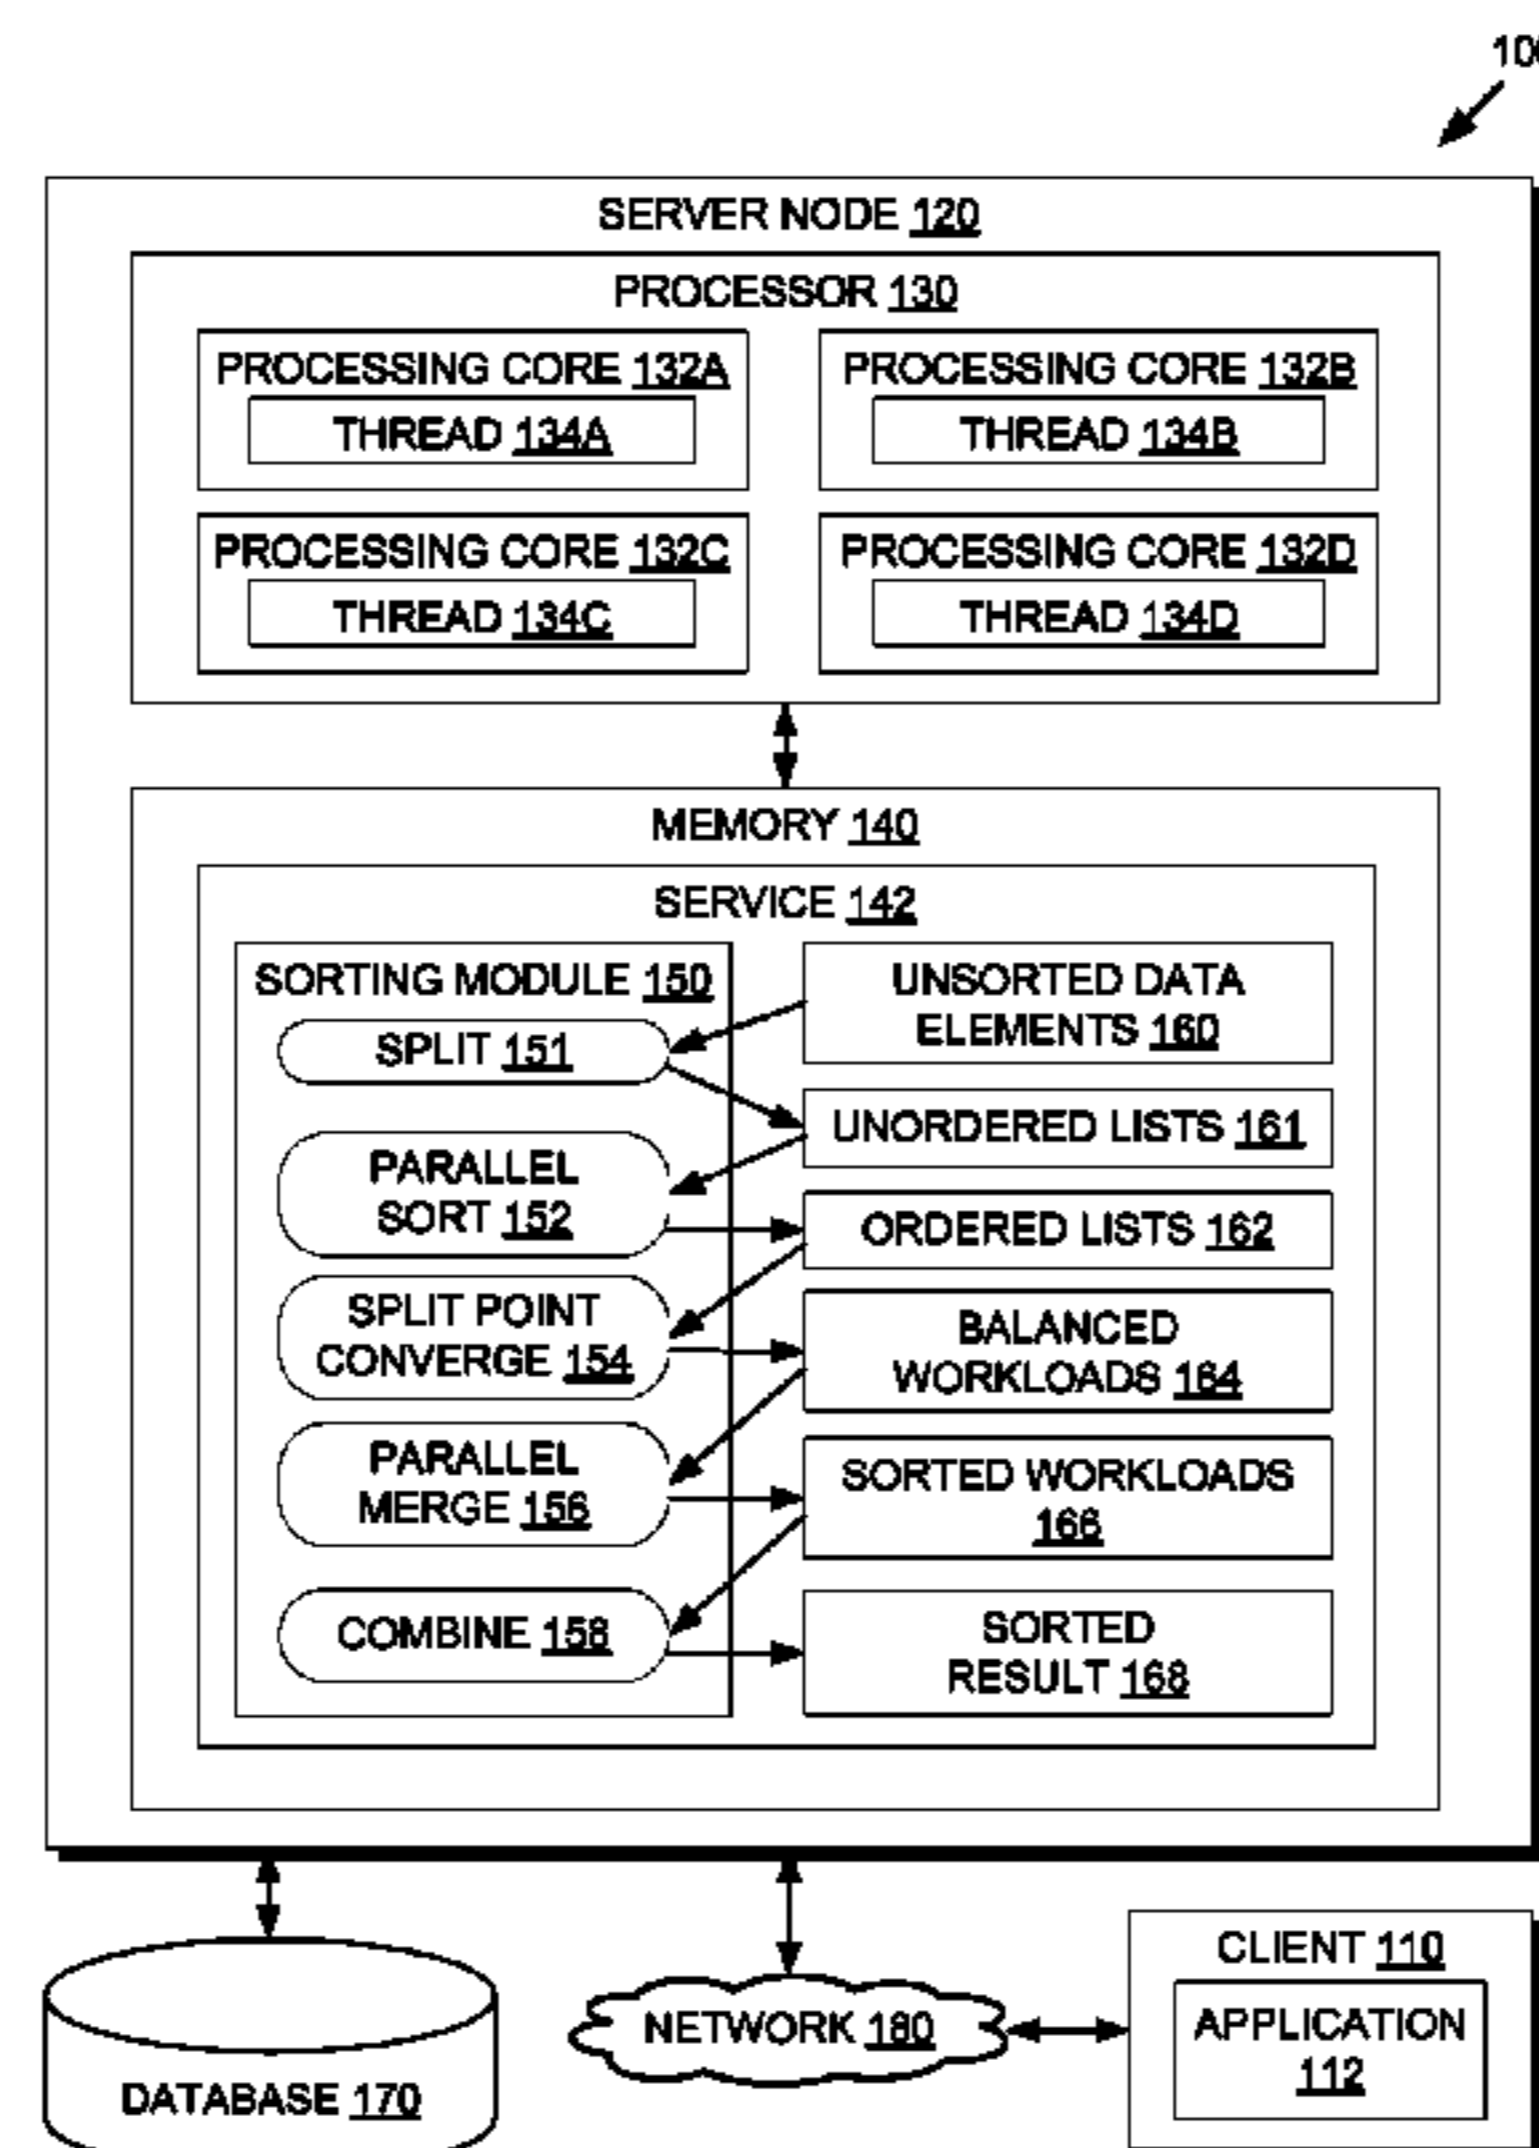 SERVER NODE 120
PROCESSOR 130
PROCESSING CORE 132A
THREAD 134A
PROCESSING CORE 132B
THREAD 134B
PROCESSING CORE 132C
THREAD 134C
PROCESSING CORE 132D
THREAD 134D
MEMORY 140
SERVICE 142
SORTING MODULE 150
SPLIT 151
PARALLEL
SORT 152
SPLIT POINT
CONVERGE 154
PARALLEL
MERGE 156
COMBINE 158
UNSORTED DATA
ELEMENTS 160
UNORDERED LISTS 161
ORDERED LISTS 162
BALANCED
WORKLOADS 164
SORTED WORKLOADS
166
SORTED
RESULT 168
DATABASE 170
NETWORK 180
CLIENT 110
APPLICATION
112